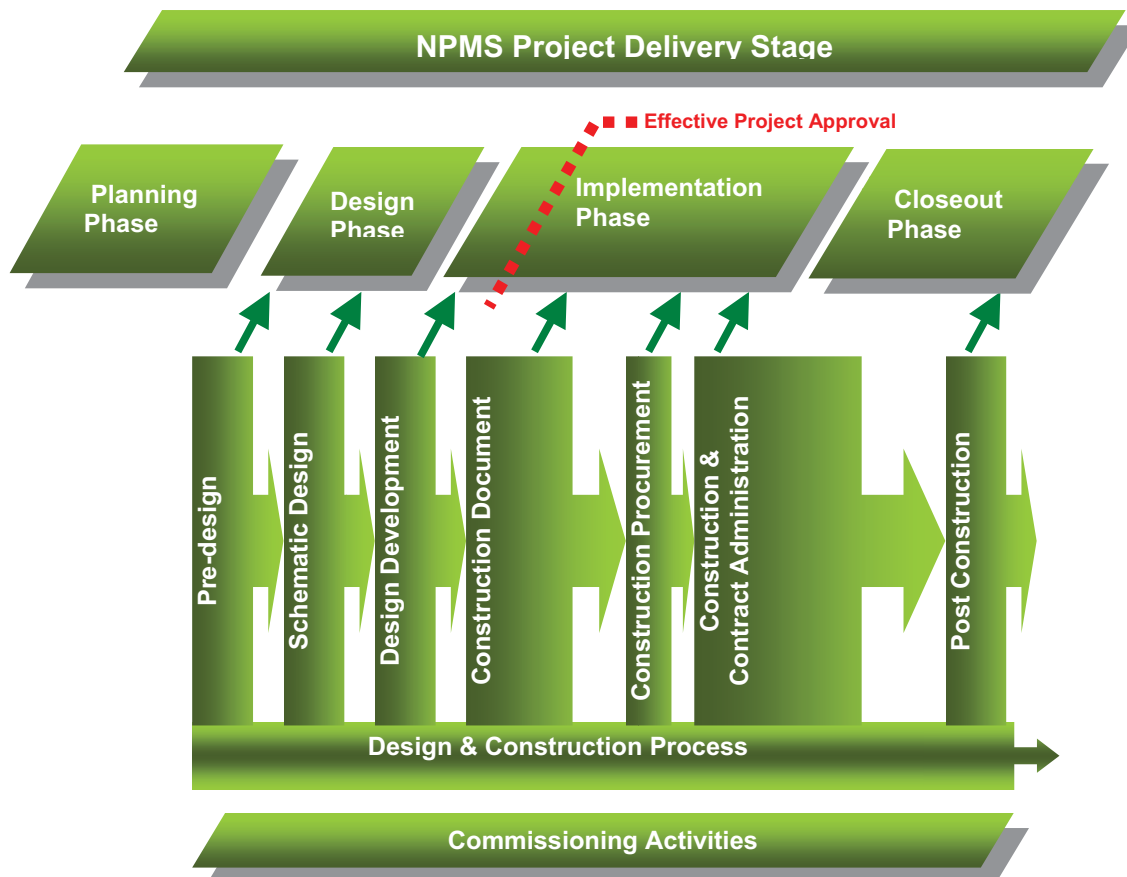 NPMS Project Delivery Stage
Effective Project Approval
Planning
Phase
Design
Phase
Implementation
Phase
Closeout
Phase
Pre-design
Schematic Design
Design Development
Construction Document
Construction Procurement
Construction &
Contract Administration
Post Construction
Design & Construction Process
Commissioning Activities